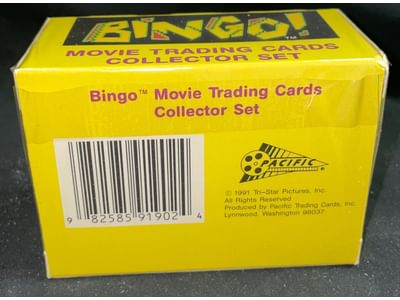 BINGO!™
MOVIE TRADING CARDS
COLLECTOR SET
Bingo™ Movie Trading Cards
Collector Set
PACIFIC
9 82585 91902 4
© 1991 Tri-Star Pictures, Inc.
All Rights Reserved
Produced by Pacific Trading Cards, Inc.
Lynnwood, Washington 98037